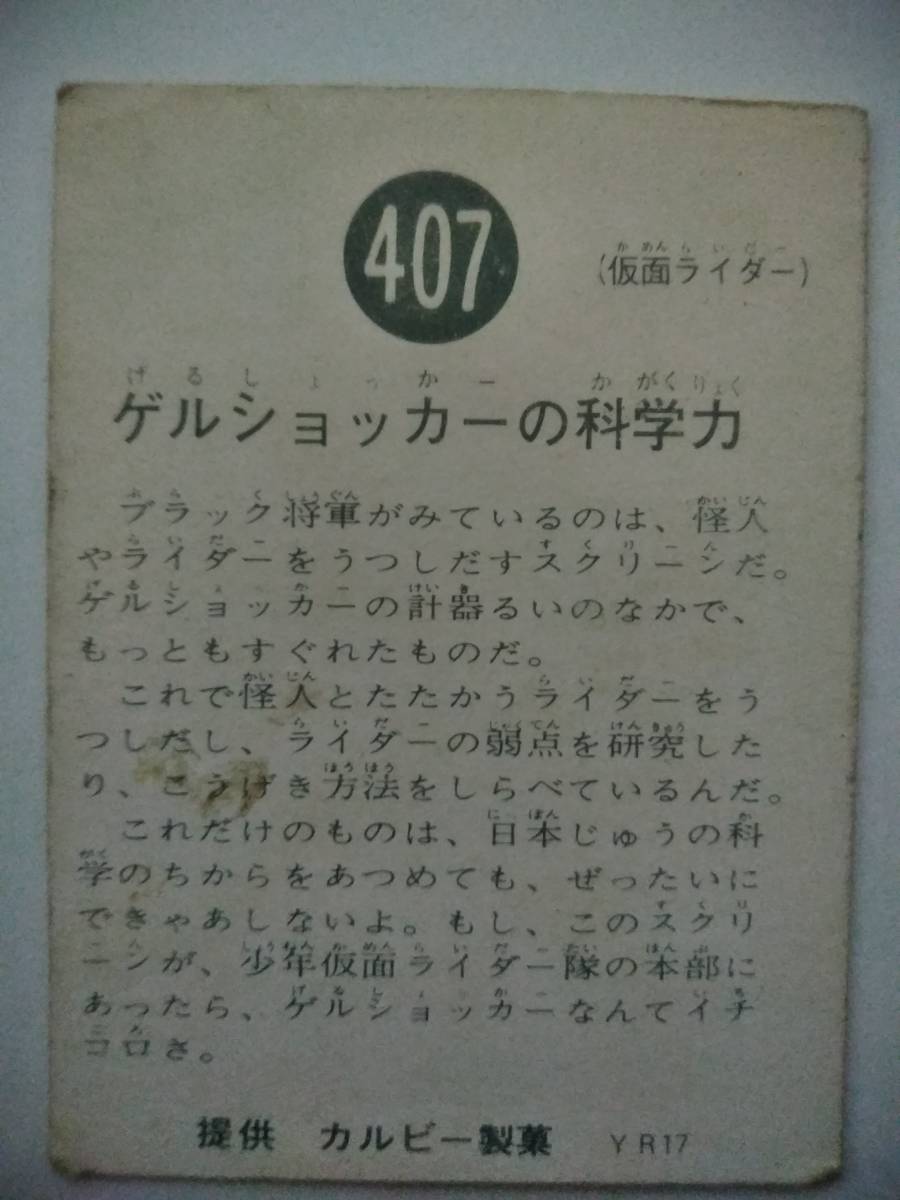 407
(仮面ライダー)
ゲルショッカーの科学力
ブラック将軍がみているのは、怪人
やライダーをうつしだすスクリーンだ。
ゲルショッカーの計器るいのなかで、
もっともすぐれたものだ。
これで怪人とたたかうライダーをう
つしだし、ライダーの弱点を研究した
り、こうげき方法をしらべているんだ。
これだけのものは、日本じゅうの科
学のちからをあつめても、ぜったいに
できゃあしないよ。もし、このスクリ
ーンが、少年仮面ライダー隊の本部に
あったら、ゲルショッカーなんてイチ
コロさ。
提供 カルビー製菓 YR17